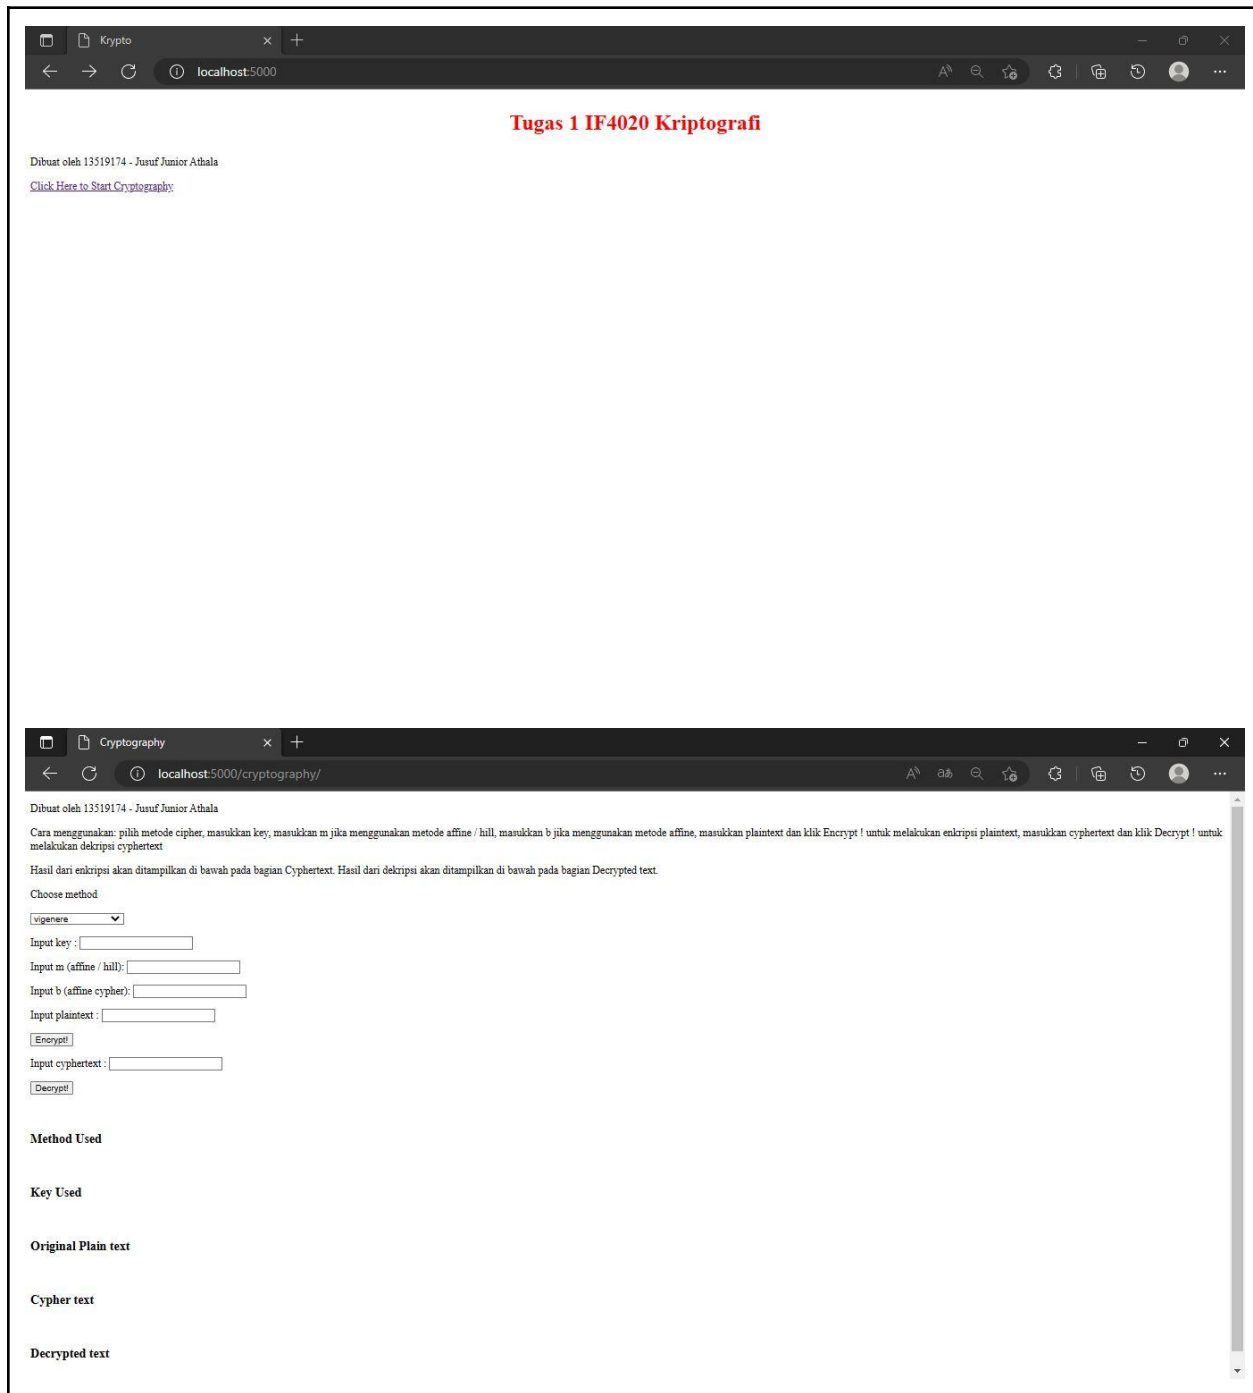 Krypto
localhost:5000
Tugas 1 IF4020 Kriptografi
Dibuat oleh 13519174 - Jusuf Junior Athala
Click Here to Start Cryptography
Cryptography
localhost:5000/cryptography/
Dibuat oleh 13519174 - Jusuf Junior Athala
Cara menggunakan: pilih metode cipher, masukkan key, masukkan m jika menggunakan metode affine / hill, masukkan b jika menggunakan metode affine, masukkan plaintext dan klik Encrypt ! untuk melakukan enkripsi plaintext, masukkan cyphertext dan klik Decrypt ! untuk
melakukan dekripsi cyphertext
Hasil dari enkripsi akan ditampilkan di bawah pada bagian Cyphertext. Hasil dari dekripsi akan ditampilkan di bawah pada bagian Decrypted text.
Choose method
vigenere
Input key :
Input m (affine / hill):
Input b (affine cypher):
Input plaintext :
Encrypt!
Input cyphertext :
Decrypt!
Method Used
Key Used
Original Plain text
Cypher text
Decrypted text